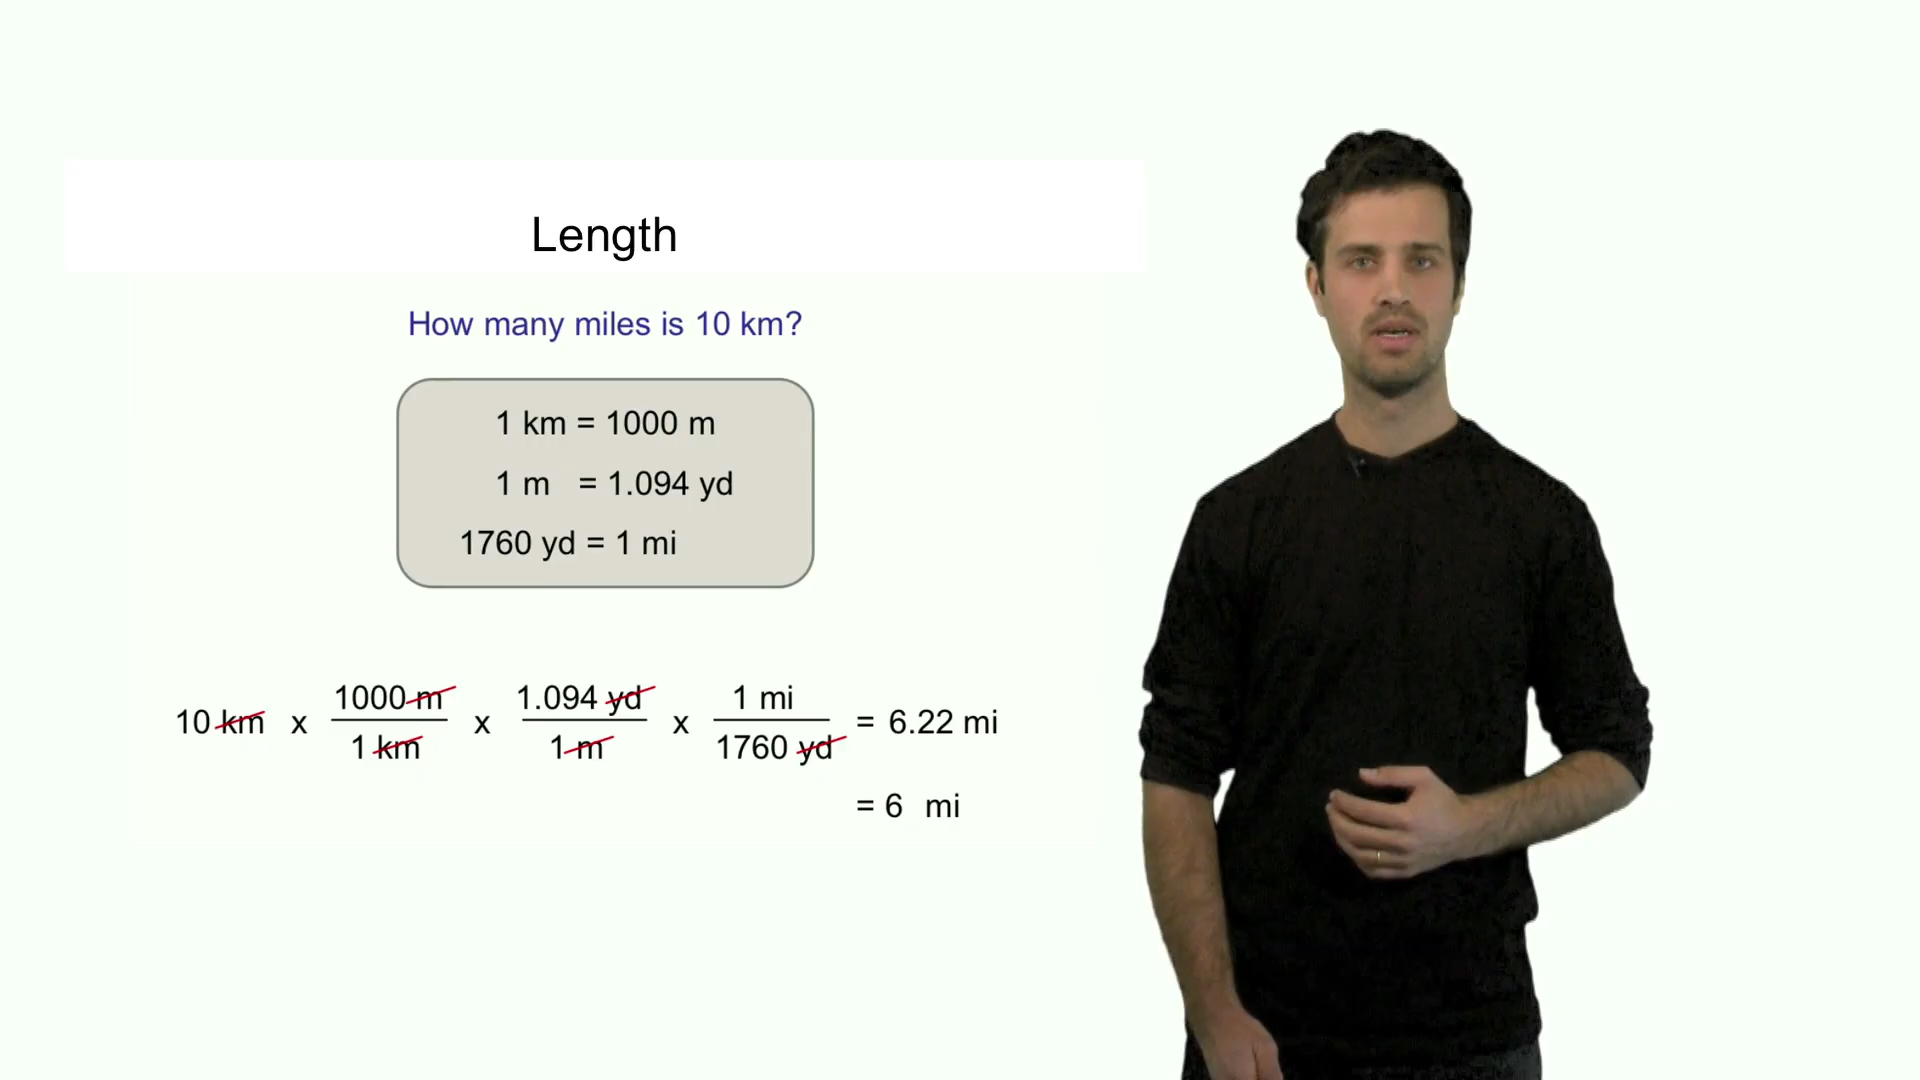 Length
How many miles is 10 km?
1 km = 1000 m
1 m = 1.094 yd
1760 yd = 1 mi
10 km x 1000 m / 1 km x 1.094 yd / 1 m x 1 mi / 1760 yd = 6.22 mi
= 6 mi